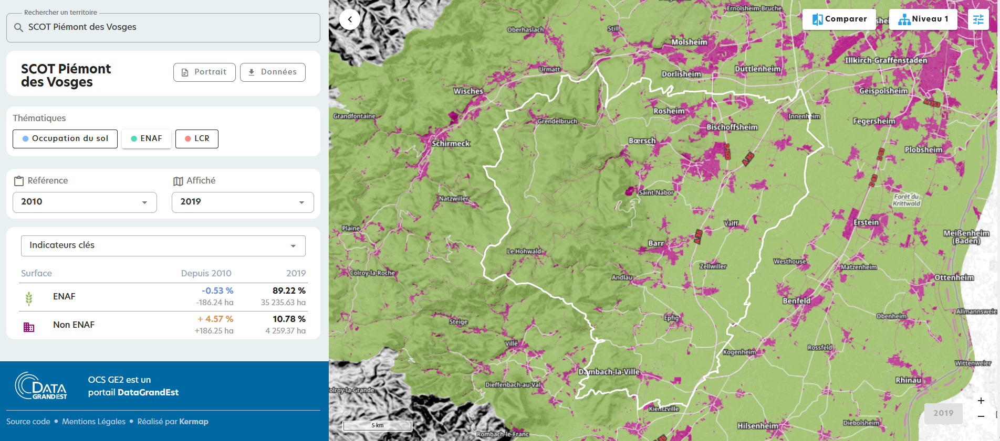 Rechercher un territoire
SCOT Piémont des Vosges
SCOT Piémont
des Vosges
Portrait
Données
Thématiques
Occupation du sol
ENAF
LCR
Référence
Affiché
2010
2019
Indicateurs clés
Surface
Depuis 2010
2019
ENAF
-0.53 %
89.22 %
-186.24 ha
35 235.63 ha
Non ENAF
+ 4.57 %
10.78 %
+186.25 ha
4 259.37 ha
DATA
GRAND EST
OCS GE2 est un
portail DataGrandEst
Source code • Mentions Légales • Réalisé par Kermap
Comparer
Niveau 1
Ernolsheim-Bruche
Oberhaslach
Still
Molsheim
Illkirch-Graffenstaden
Urmatt
Dorlisheim
Duttlenheim
Wisches
Geispolsheim
M 353
Grandfontaine
Rosheim
Innenheim
Grendelbruch
Bischoffsheim
Fegersheim
Schirmeck
Bœrsch
D 500
A 35
D 83
Plobsheim
D 83
Natzwiller
Saint-Nabor
Forêt du
Krittwald
Plaine
Valff
Erstein
A 35
Meißenheim
(Baden)
Barr
Le Hohwald
Westhouse
Zellwiller
Matzenheim
Colroy-la-Roche
Andlau
Ottenheim
Benfeld
Allmannsweie
Steige
Epfig
Obenheim
Villé
Kogenheim
Rossfeld
Wittenweier
Dambach-la-Ville
Rhinau
Dieffenbach-au-Val
olroy-la-Grande
Kientzville
2019
+
−
5 km
Hilsenheim
Diebolsheim
Rombach-le-Franc
A 35